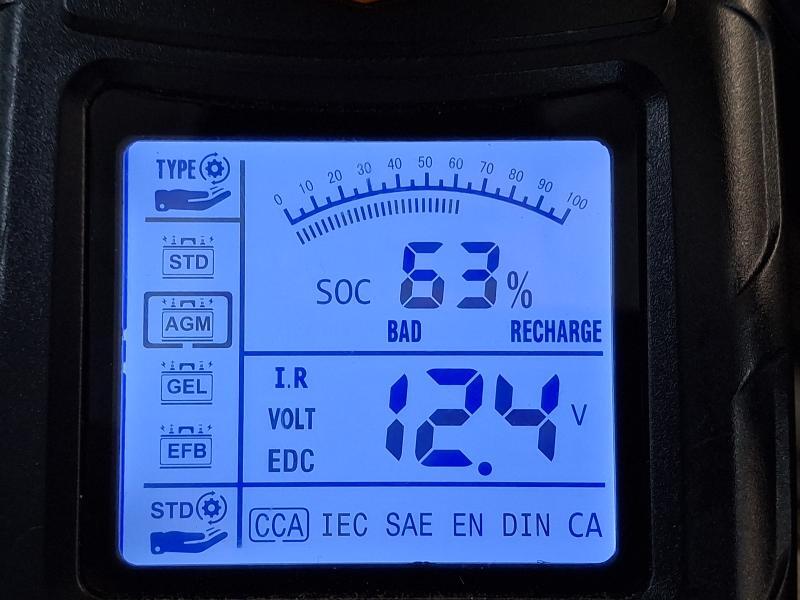 TYPE
STD
AGM
GEL
EFB
STD
0 10 20 30 40 50 60 70 80 90 100
SOC 63%
BAD RECHARGE
I.R
VOLT
EDC
12.4 V
CCA IEC SAE EN DIN CA